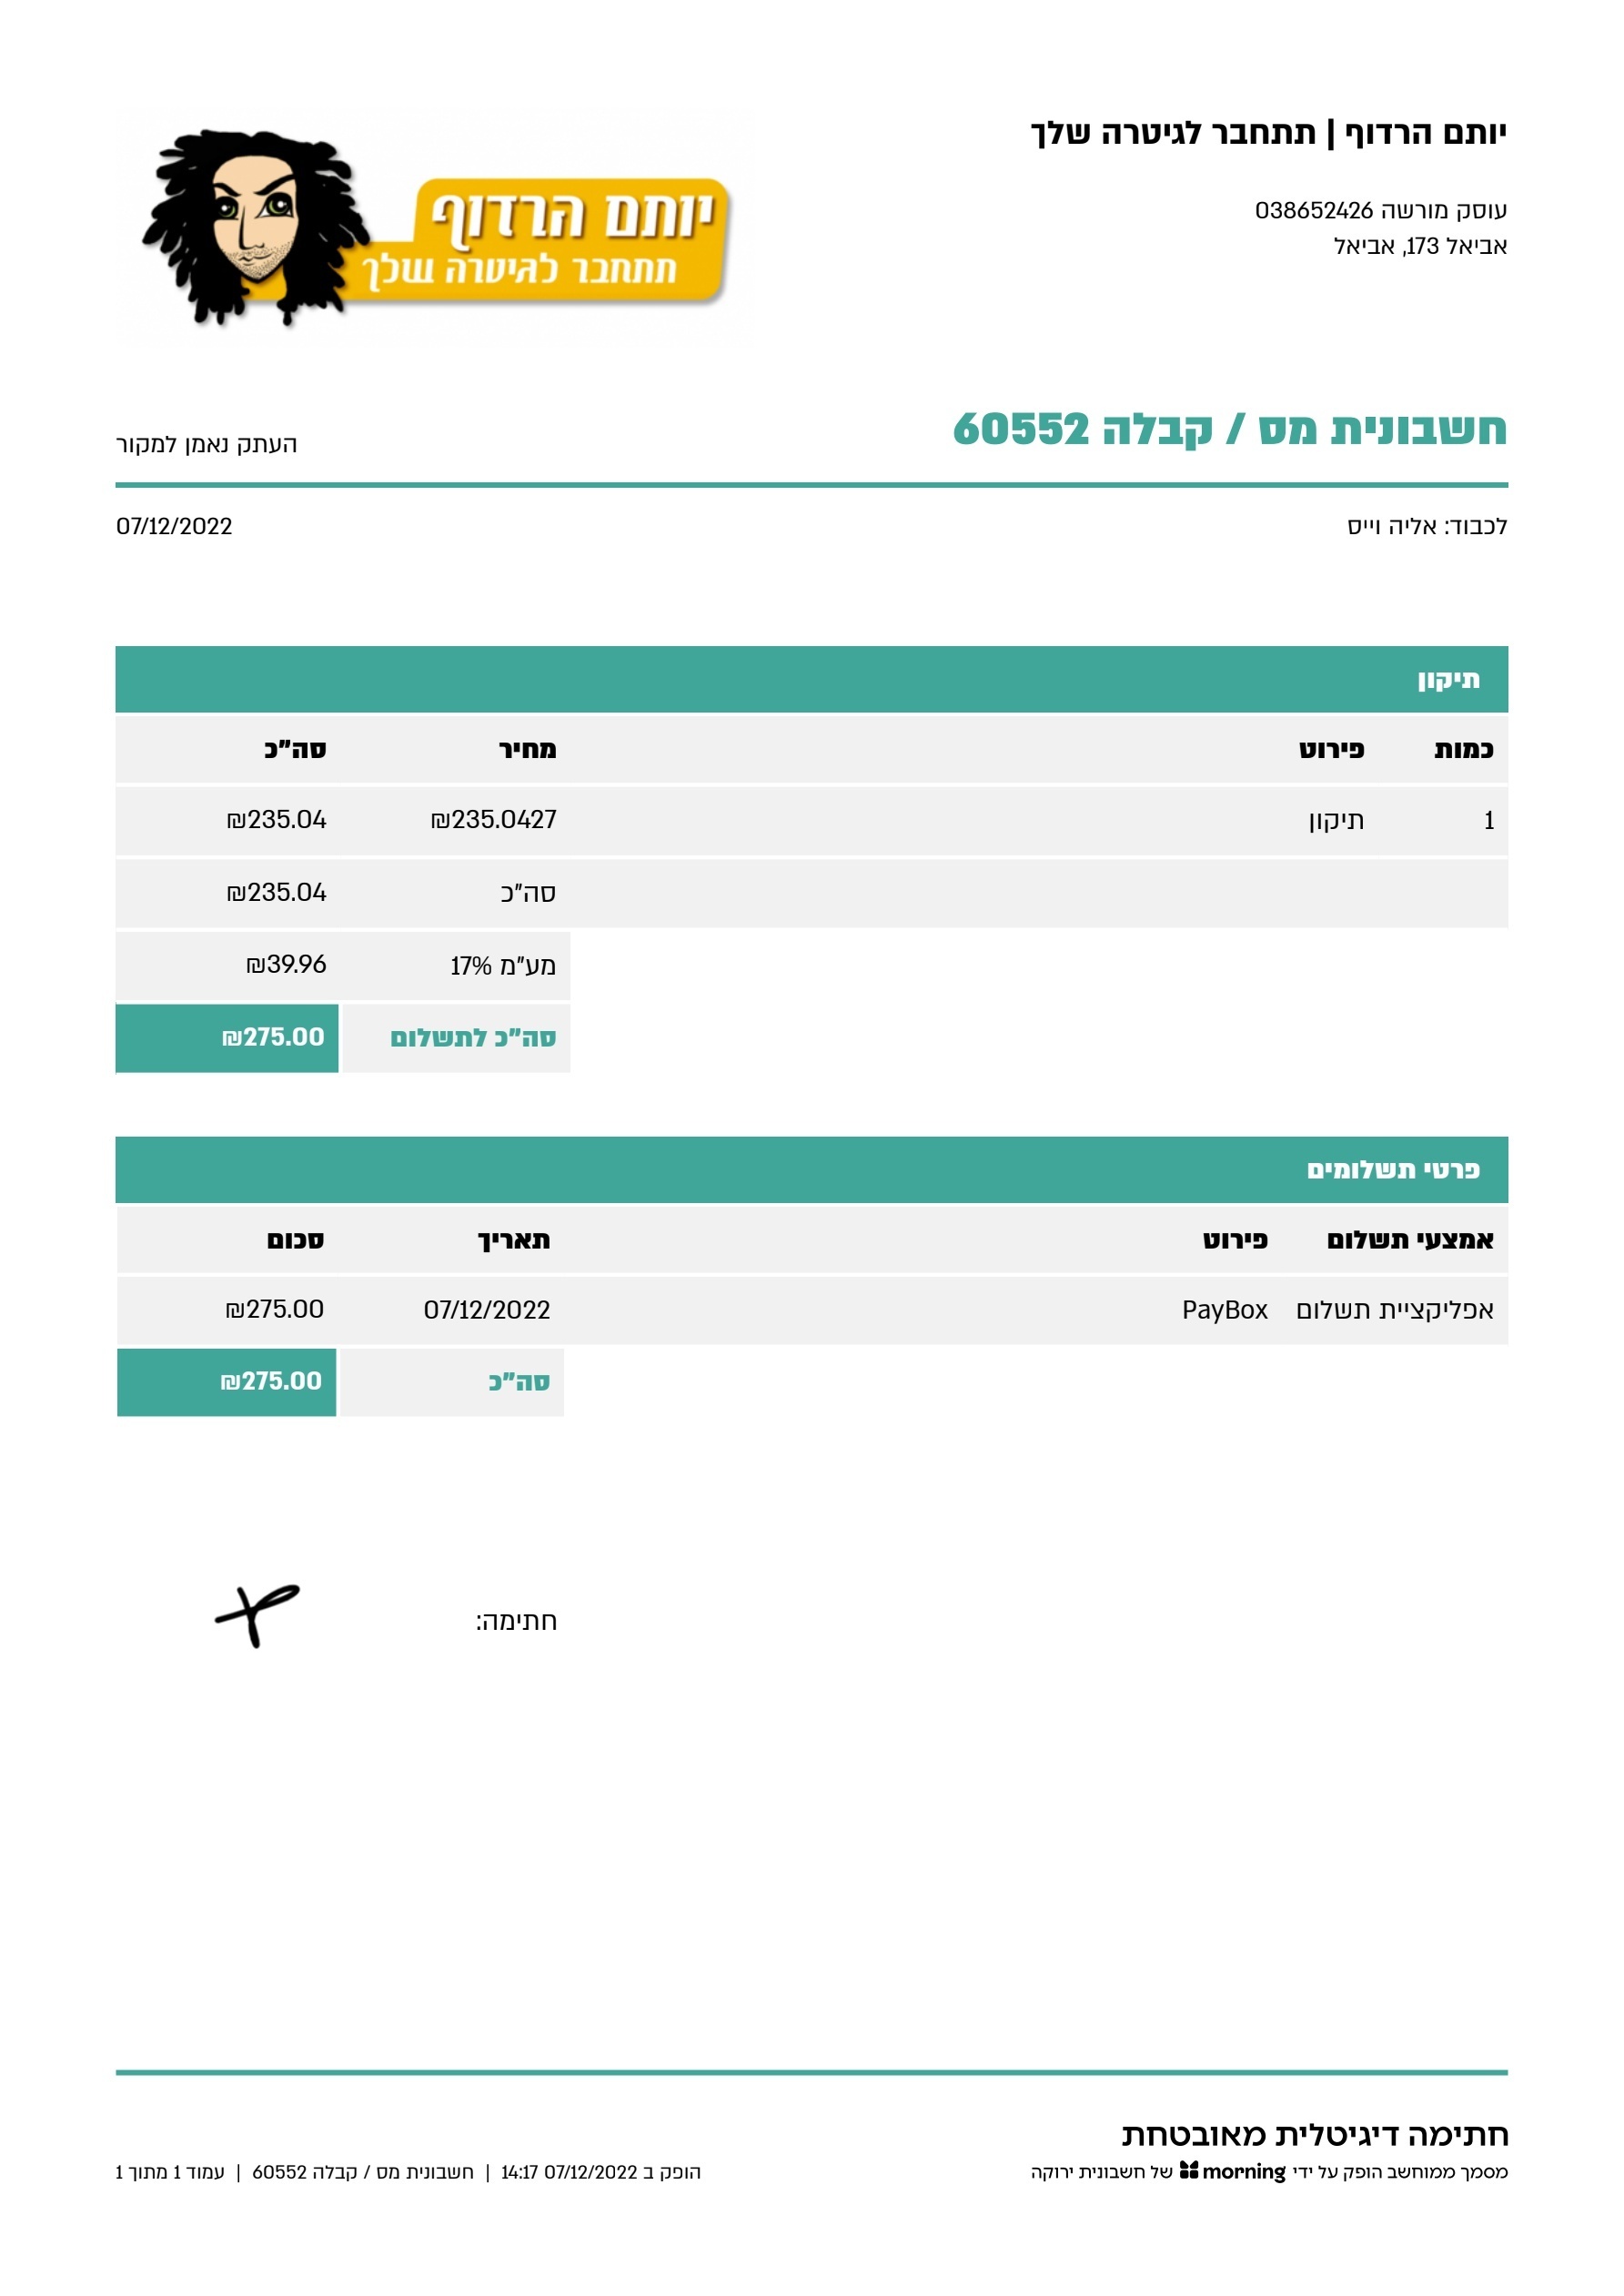 יותם הרדוף | תתחבר לגיטרה שלך
עוסק מורשה 038652426
אביאל 173, אביאל
יותם הרדוף
תתחבר לגיטרה שלך
חשבונית מס / קבלה 60552
העתק נאמן למקור
לכבוד: אליה וייס
07/12/2022
תיקון
כמות פירוט מחיר סה"כ
1 תיקון ₪235.0427 ₪235.04
סה"כ ₪235.04
מע"מ 17% ₪39.96
סה"כ לתשלום ₪275.00
פרטי תשלומים
אמצעי תשלום פירוט תאריך סכום
אפליקציית תשלום PayBox 07/12/2022 ₪275.00
סה"כ ₪275.00
חתימה:
חתימה דיגיטלית מאובטחת
מסמך ממוחשב הופק על ידי morning של חשבונית ירוקה
הופק ב 07/12/2022 14:17 | חשבונית מס / קבלה 60552 | עמוד 1 מתוך 1